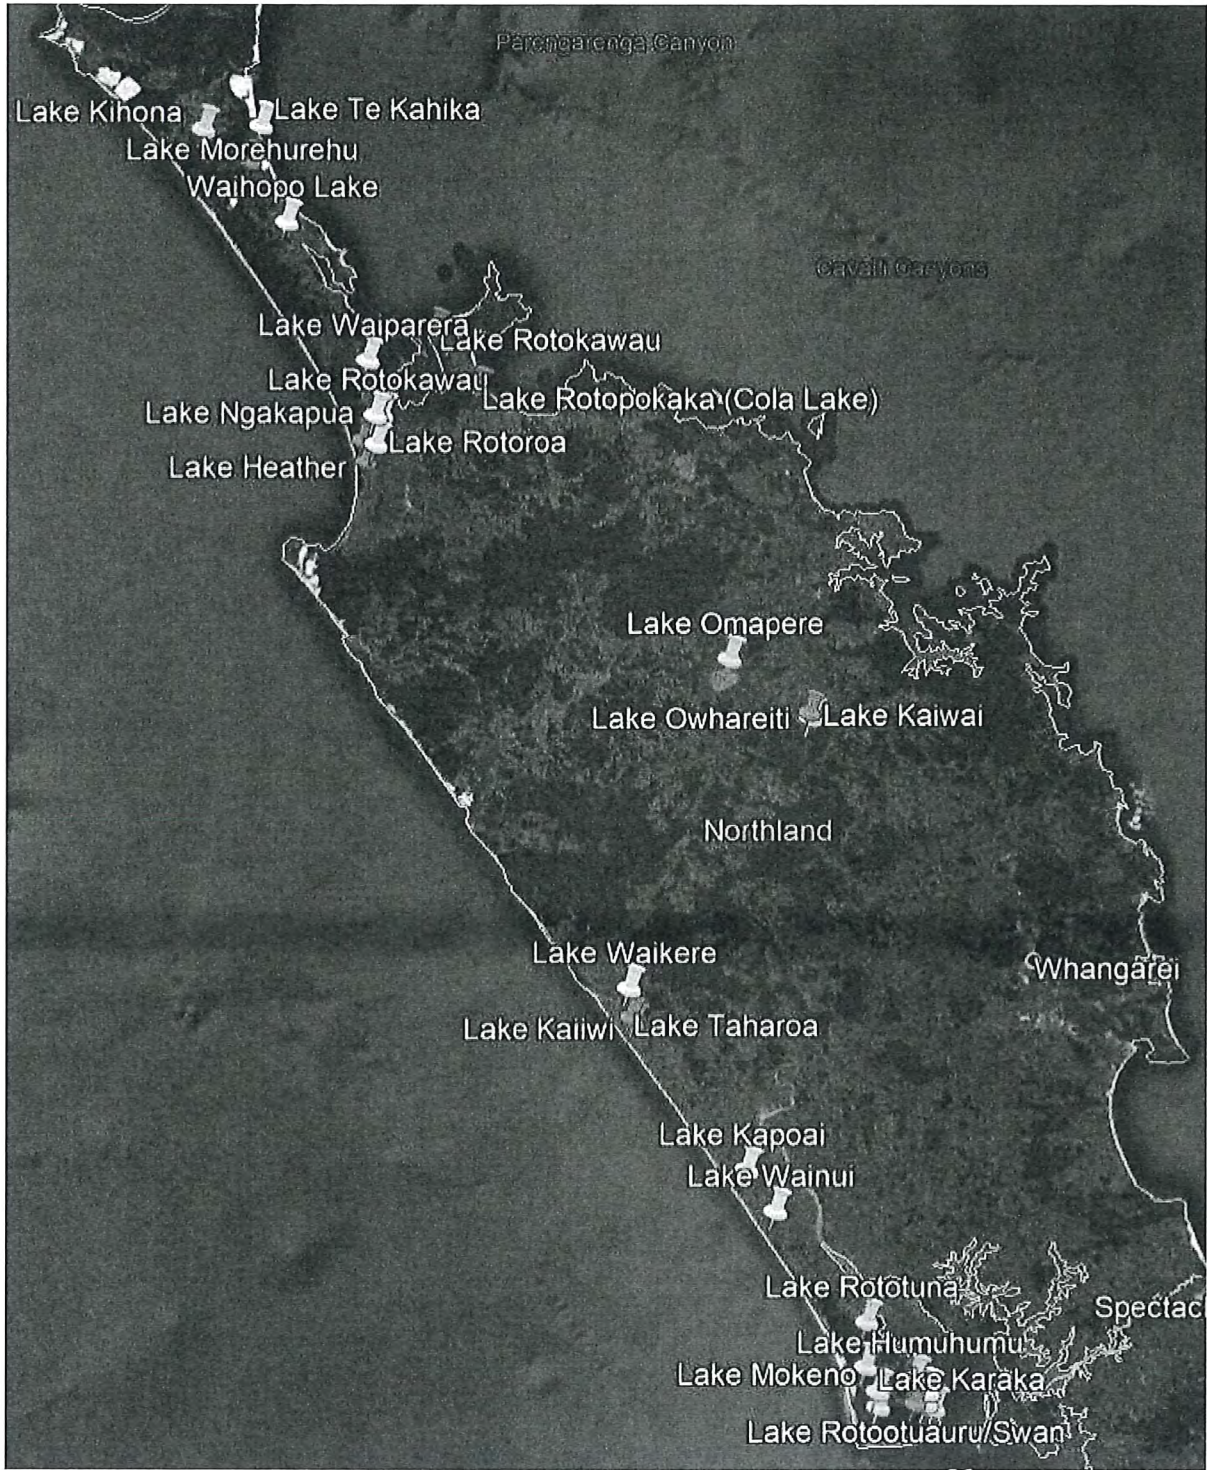 Parengarenga Canyon
Lake Kihona
Lake Te Kahika
Lake Morehurehu
Waihopo Lake
Cavalli Canyons
Lake Waiparera
Lake Rotokawau
Lake Rotokawau
Lake Rotopokaka (Cola Lake)
Lake Ngakapua
Lake Rotoroa
Lake Heather
Lake Omapere
Lake Owhareiti
Lake Kaiwai
Northland
Lake Waikere
Whangarei
Lake Kaiiwi
Lake Taharoa
Lake Kapoai
Lake Wainui
Lake Rototuna
Spectacl
Lake Humuhumu
Lake Mokeno
Lake Karaka
Lake Rotootuauru/Swan